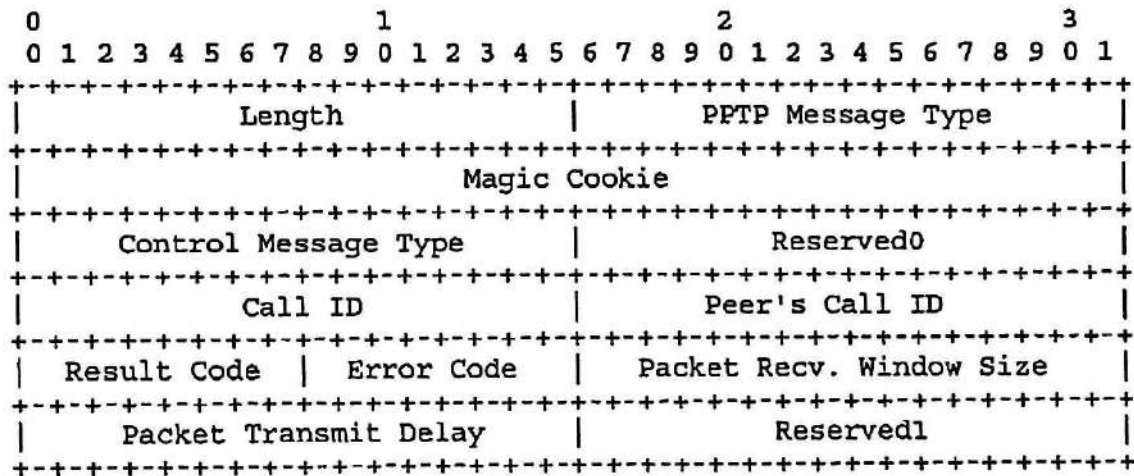 0 1 2 3
0 1 2 3 4 5 6 7 8 9 0 1 2 3 4 5 6 7 8 9 0 1 2 3 4 5 6 7 8 9 0 1
+-+-+-+-+-+-+-+-+-+-+-+-+-+-+-+-+-+-+-+-+-+-+-+-+-+-+-+-+-+-+-+-+
| Length | PPTP Message Type |
+-+-+-+-+-+-+-+-+-+-+-+-+-+-+-+-+-+-+-+-+-+-+-+-+-+-+-+-+-+-+-+-+
| Magic Cookie |
+-+-+-+-+-+-+-+-+-+-+-+-+-+-+-+-+-+-+-+-+-+-+-+-+-+-+-+-+-+-+-+-+
| Control Message Type | Reserved0 |
+-+-+-+-+-+-+-+-+-+-+-+-+-+-+-+-+-+-+-+-+-+-+-+-+-+-+-+-+-+-+-+-+
| Call ID | Peer's Call ID |
+-+-+-+-+-+-+-+-+-+-+-+-+-+-+-+-+-+-+-+-+-+-+-+-+-+-+-+-+-+-+-+-+
| Result Code | Error Code | Packet Recv. Window Size |
+-+-+-+-+-+-+-+-+-+-+-+-+-+-+-+-+-+-+-+-+-+-+-+-+-+-+-+-+-+-+-+-+
| Packet Transmit Delay | Reserved1 |
+-+-+-+-+-+-+-+-+-+-+-+-+-+-+-+-+-+-+-+-+-+-+-+-+-+-+-+-+-+-+-+-+